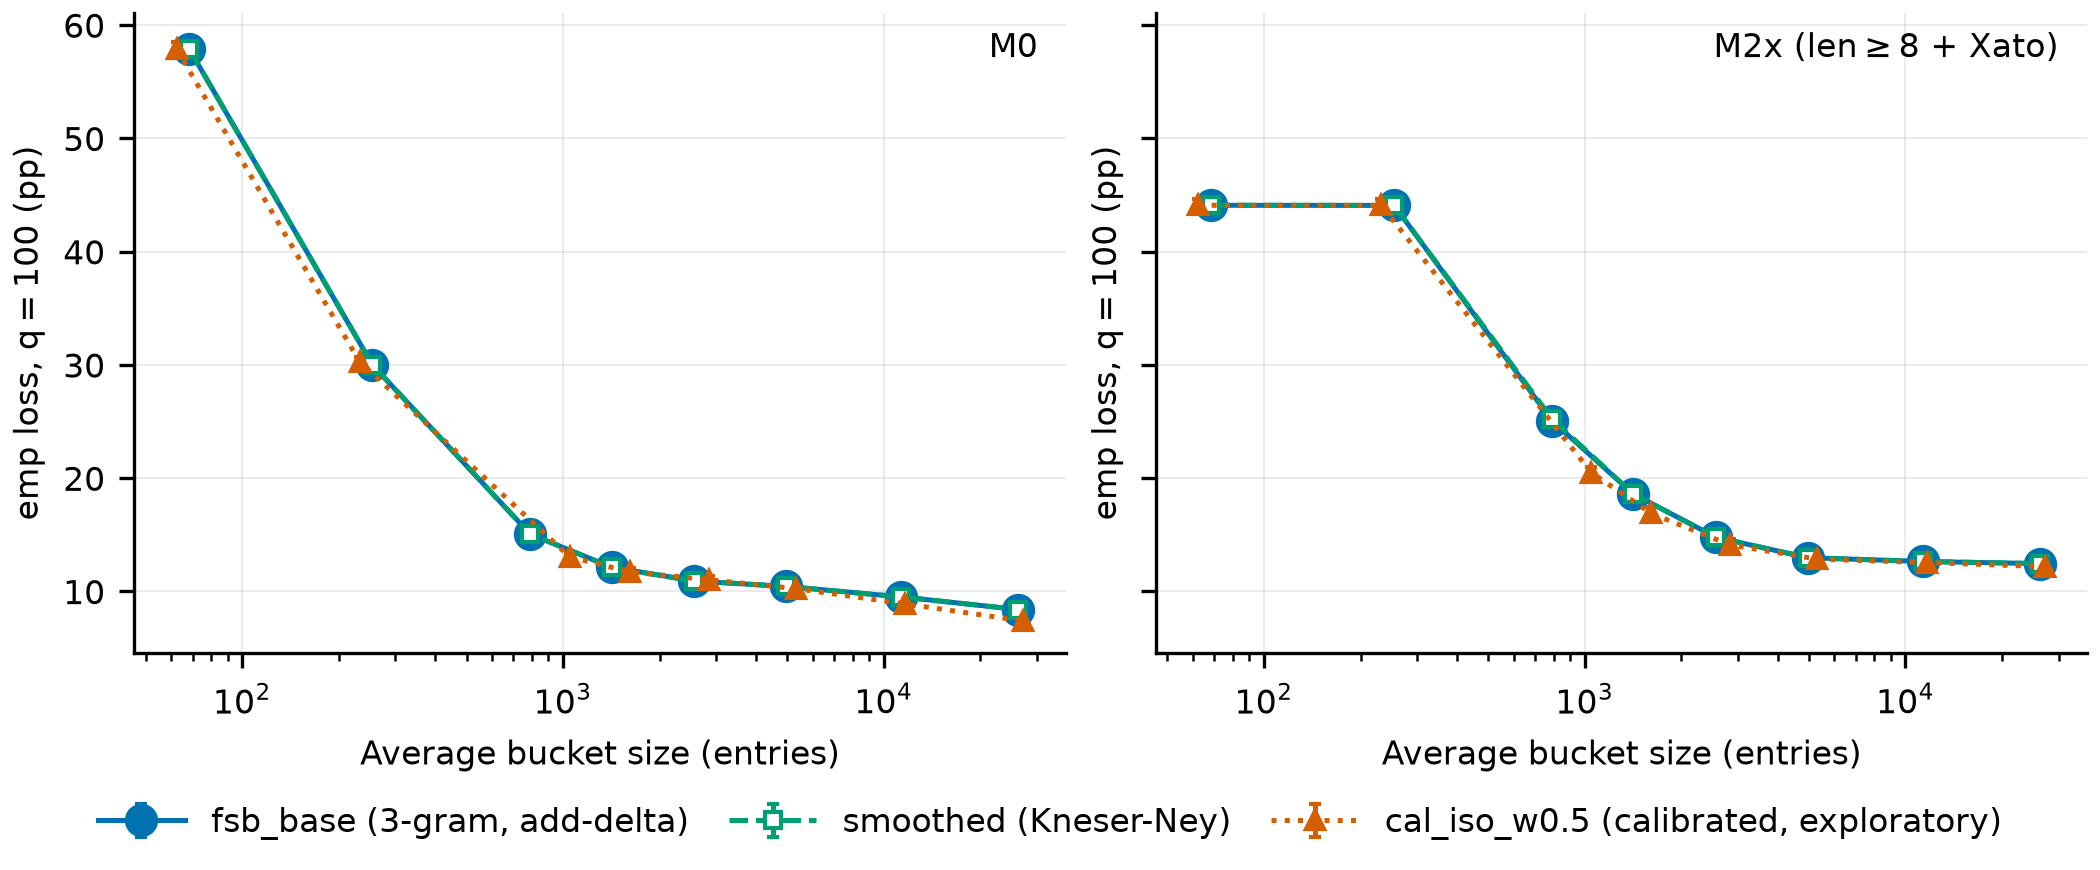 60
50
40
30
20
10
emp loss, q = 100 (pp)
M0
10²
10³
10⁴
Average bucket size (entries)
emp loss, q = 100 (pp)
M2x (len ≥ 8 + Xato)
10²
10³
10⁴
Average bucket size (entries)
fsb_base (3-gram, add-delta)
smoothed (Kneser-Ney)
cal_iso_w0.5 (calibrated, exploratory)